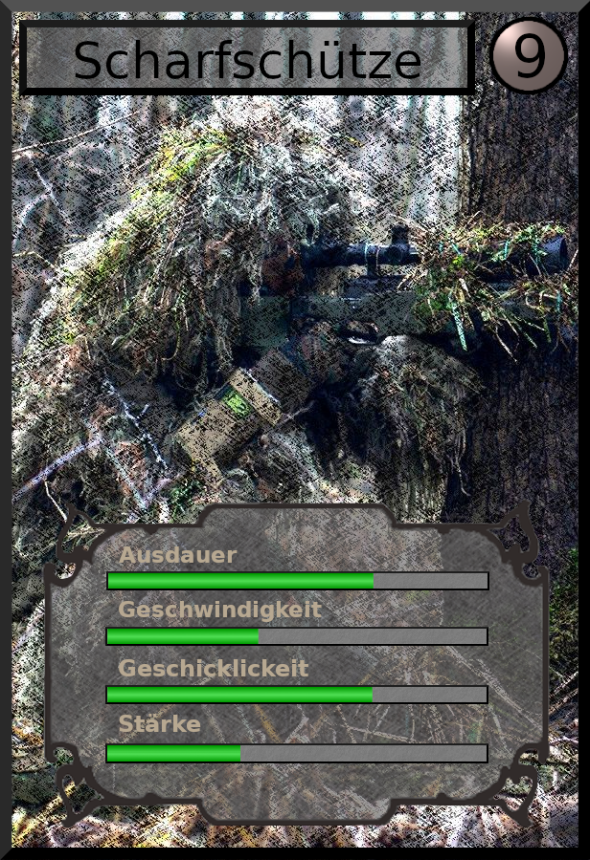 Scharfschütze
9
Ausdauer
Geschwindigkeit
Geschicklickeit
Stärke